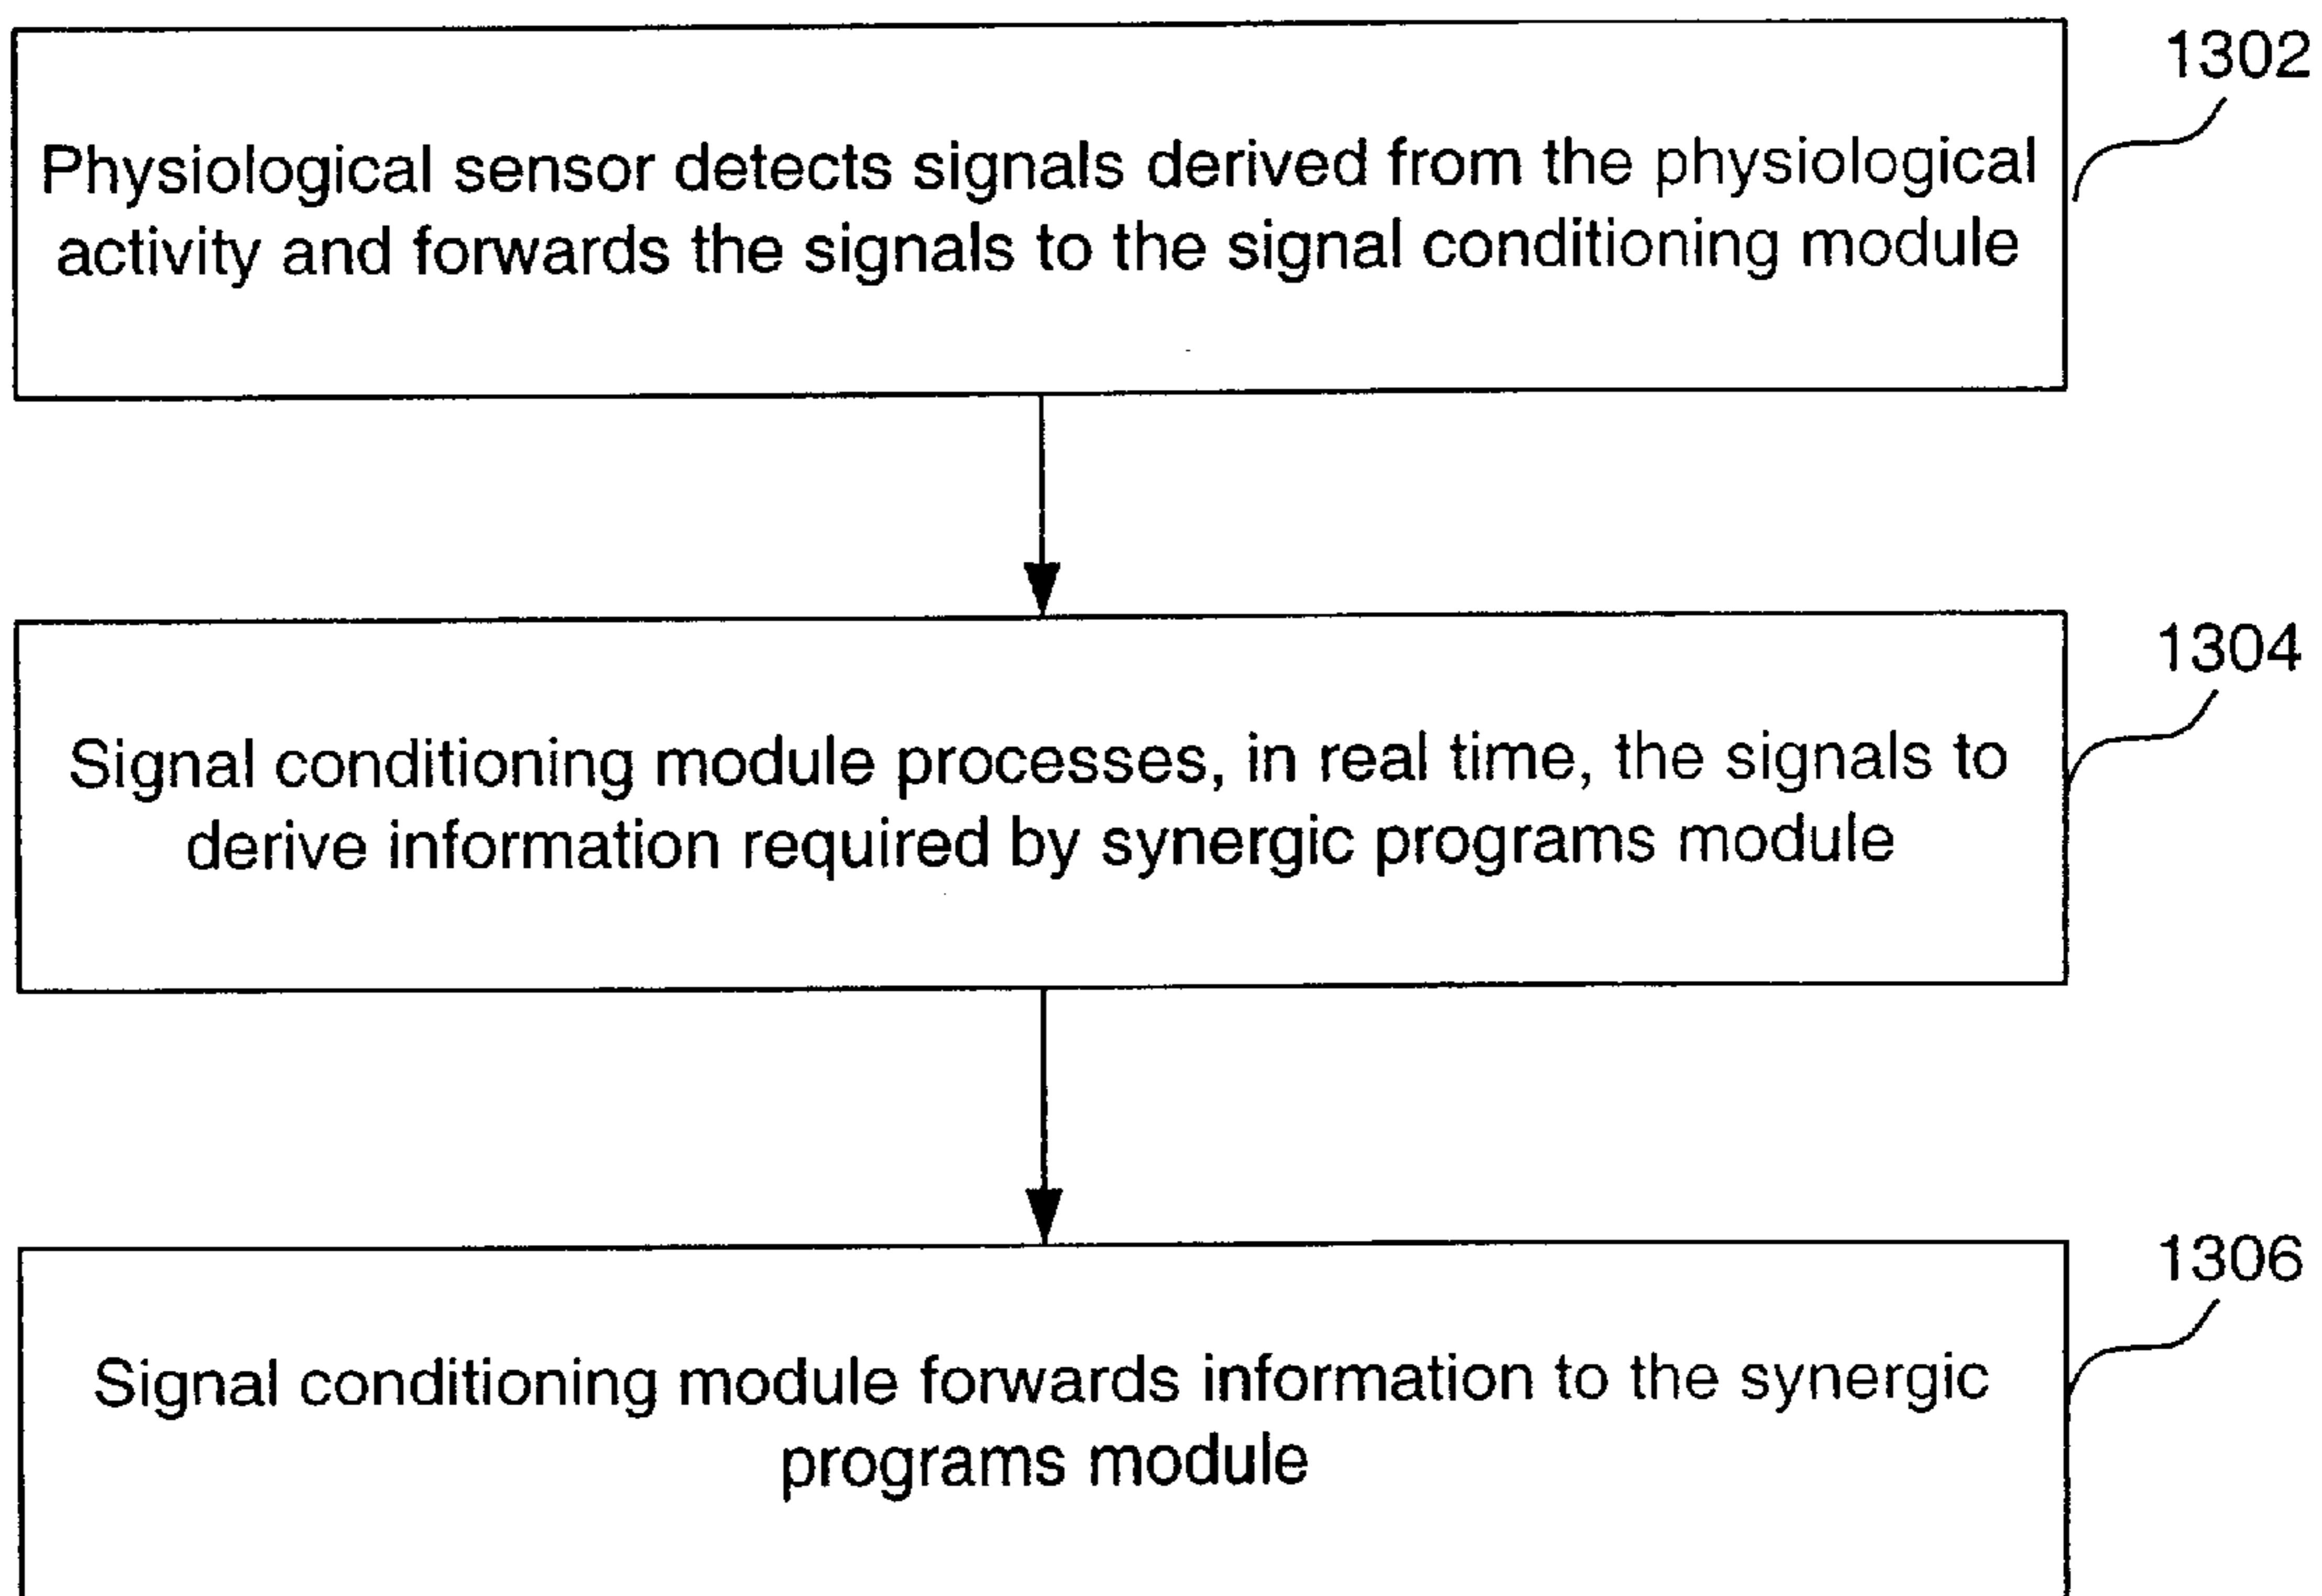 1302
Physiological sensor detects signals derived from the physiological
activity and forwards the signals to the signal conditioning module
1304
Signal conditioning module processes, in real time, the signals to
derive information required by synergic programs module
1306
Signal conditioning module forwards information to the synergic
programs module